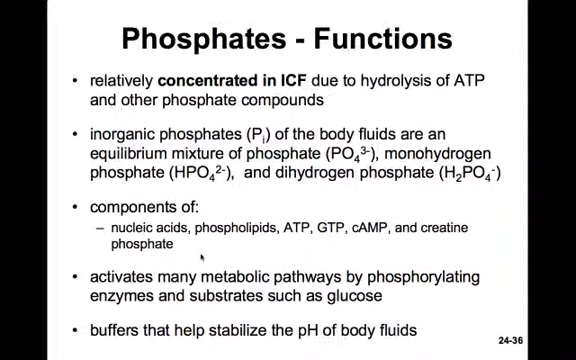 Phosphates - Functions
• relatively concentrated in ICF due to hydrolysis of ATP
and other phosphate compounds
• inorganic phosphates (Pᵢ) of the body fluids are an
equilibrium mixture of phosphate (PO₄³⁻), monohydrogen
phosphate (HPO₄²⁻), and dihydrogen phosphate (H₂PO₄⁻)
• components of:
– nucleic acids, phospholipids, ATP, GTP, cAMP, and creatine
phosphate
• activates many metabolic pathways by phosphorylating
enzymes and substrates such as glucose
• buffers that help stabilize the pH of body fluids
24-36